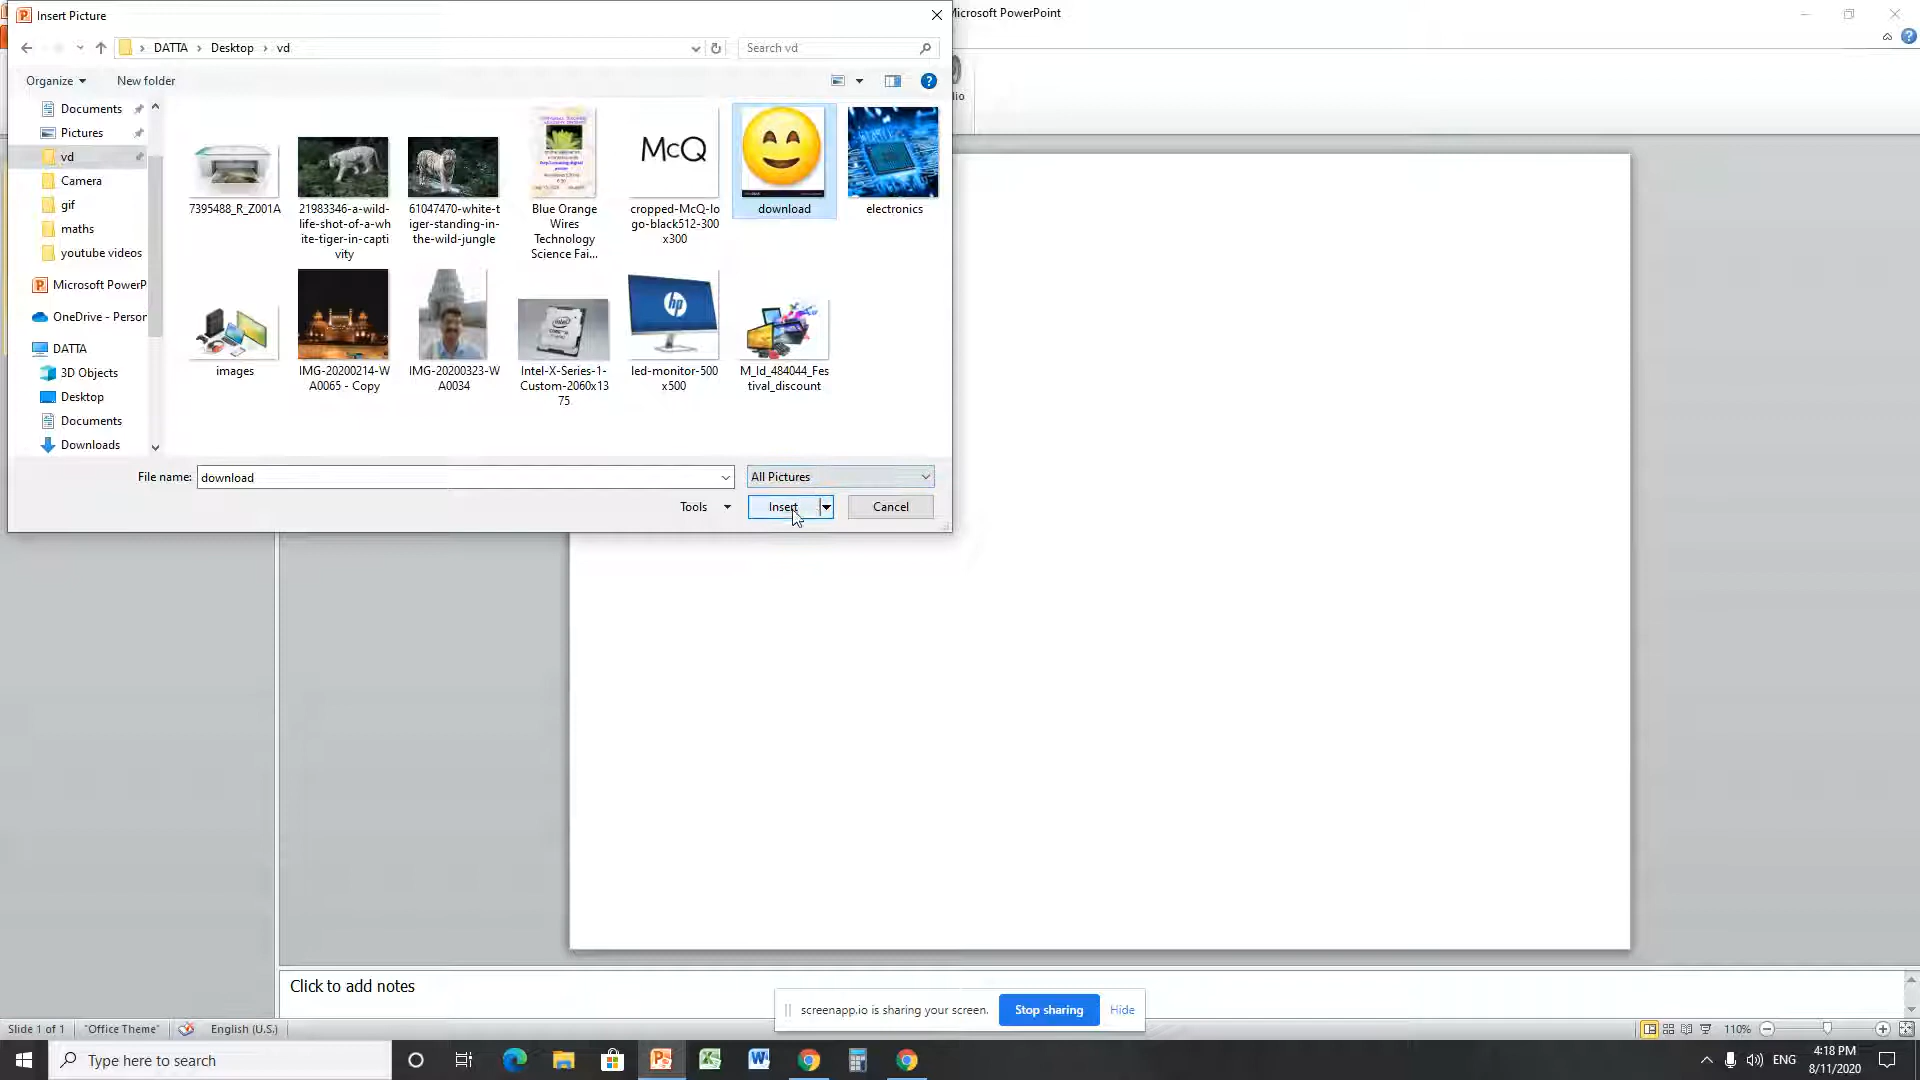 Insert Picture
Microsoft PowerPoint
DATTA
Desktop
vd
Search vd
Organize
New folder
Documents
Pictures
vd
Camera
gif
maths
youtube videos
Microsoft PowerP
OneDrive - Person
DATTA
3D Objects
Desktop
Documents
Downloads
7395488_R_Z001A
21983346-a-wild-
life-shot-of-a-wh
ite-tiger-in-capti
vity
61047470-white-t
iger-standing-in-
the-wild-jungle
Blue Orange
Wires
Technology
Science Fai...
McQ
cropped-McQ-lo
go-black512-300
x300
download
electronics
images
IMG-20200214-W
A0065 - Copy
IMG-20200323-W
A0034
Intel-X-Series-1-
Custom-2060x13
75
hp
led-monitor-500
x500
M_Id_484044_Fes
tival_discount
File name:
download
All Pictures
Tools
Insert
Cancel
Click to add notes
screenapp.io is sharing your screen.
Stop sharing
Hide
Slide 1 of 1
"Office Theme"
English (U.S.)
110%
Type here to search
ENG
4:18 PM
8/11/2020